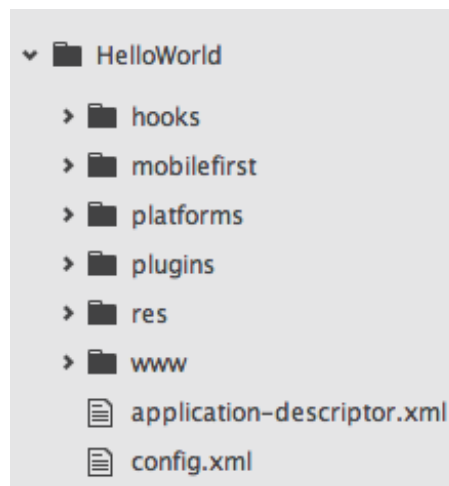 HelloWorld
hooks
mobilefirst
platforms
plugins
res
www
application-descriptor.xml
config.xml